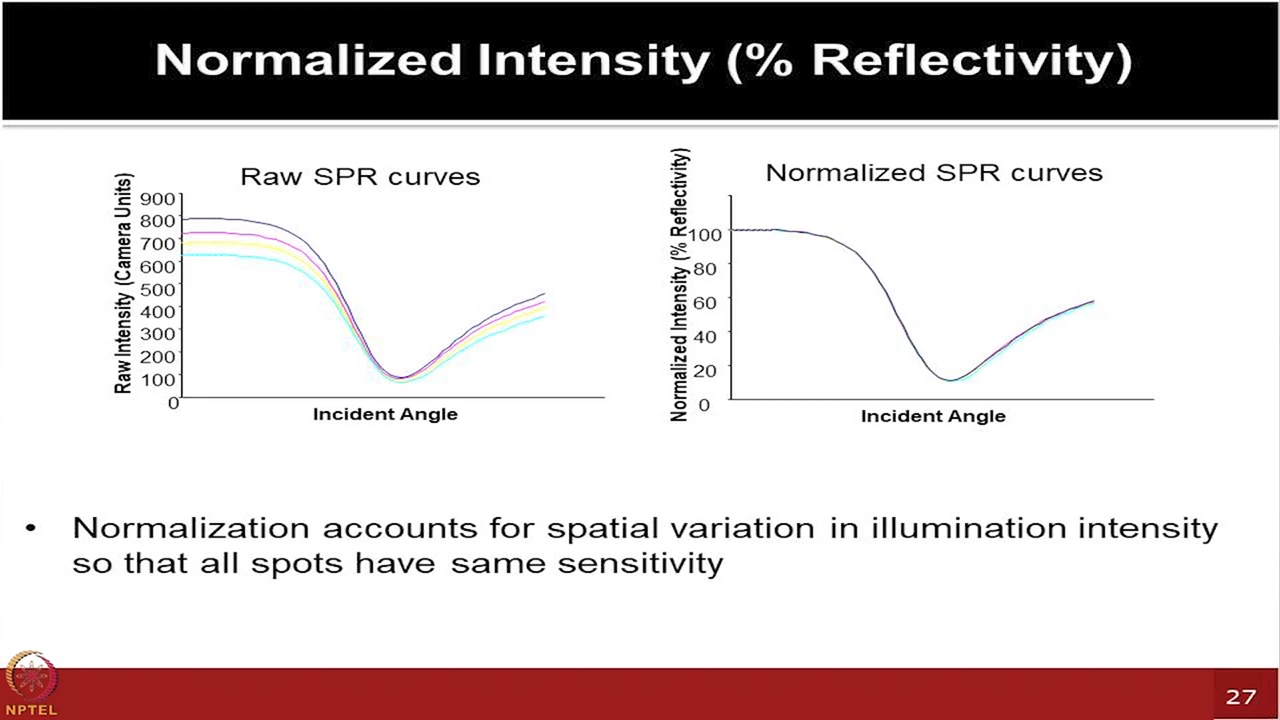 Normalized Intensity (% Reflectivity)
Raw SPR curves
Raw Intensity (Camera Units)
900
800
700
600
500
400
300
200
100
0
Incident Angle
Normalized SPR curves
Normalized Intensity (% Reflectivity)
100
80
60
40
20
0
Incident Angle
• Normalization accounts for spatial variation in illumination intensity
so that all spots have same sensitivity
NPTEL
27